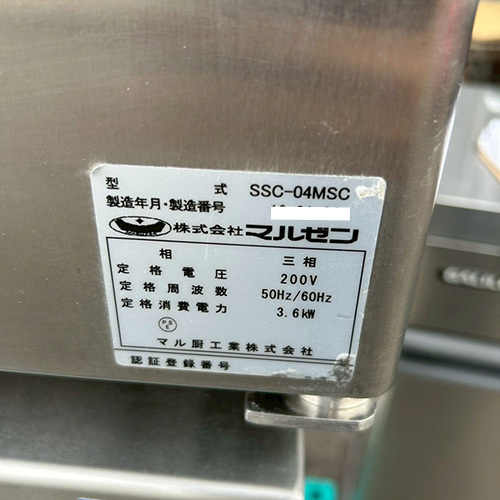 型式 SSC-04MSC
製造年月・製造番号
株式会社マルゼン
相 三相
定格電圧 200V
定格周波数 50Hz/60Hz
定格消費電力 3.6kW
PSE
マル厨工業株式会社
認証登録番号